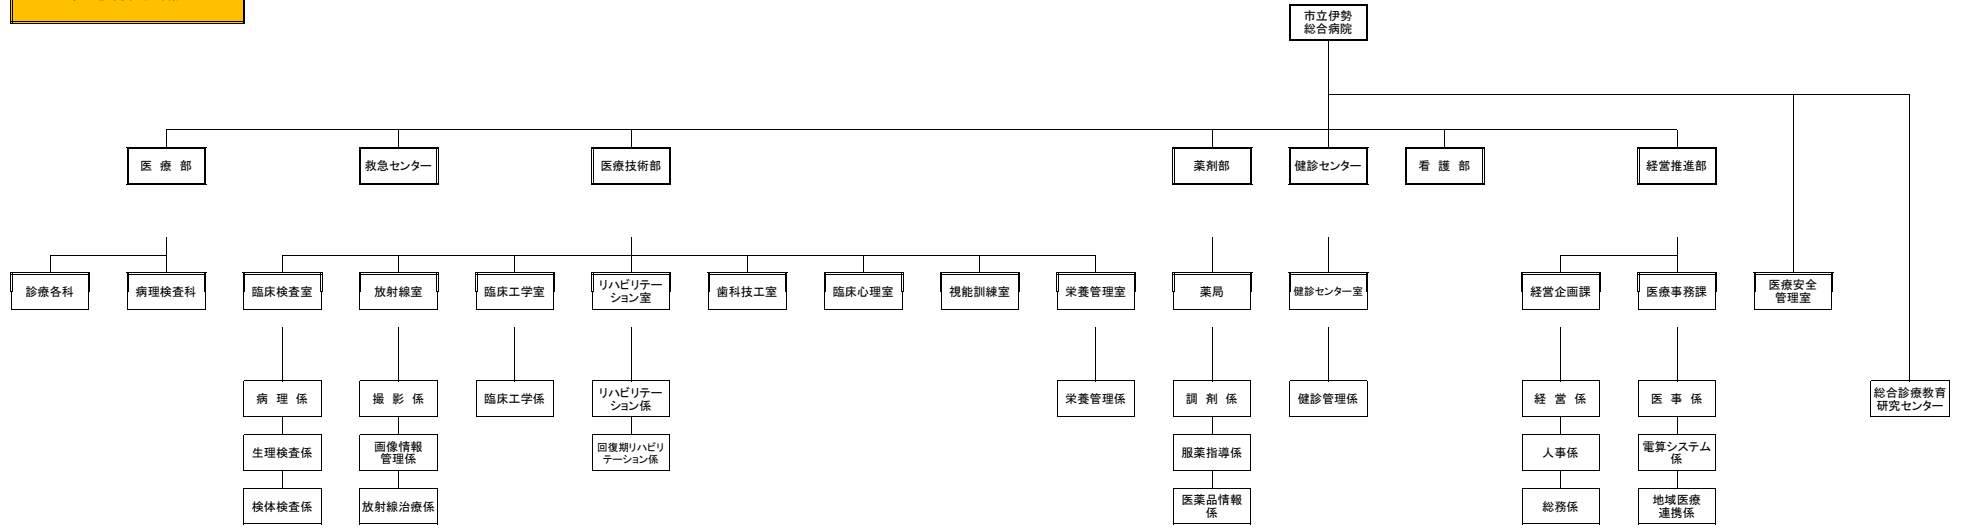 市立伊勢
総合病院
医 療 部
救急センター
医療技術部
薬剤部
健診センター
看 護 部
経営推進部
診療各科
病理検査科
臨床検査室
放射線室
臨床工学室
リハビリテー
ション室
歯科技工室
臨床心理室
視能訓練室
栄養管理室
薬局
健診センター室
経営企画課
医療事務課
医療安全
管理室
病 理 係
撮 影 係
臨床工学係
リハビリテー
ション係
栄養管理係
調 剤 係
健診管理係
経 営 係
医 事 係
総合診療教育
研究センター
生理検査係
画像情報
管理係
回復期リハビリ
テーション係
服薬指導係
人事係
電算システム
係
検体検査係
放射線治療係
医薬品情報
係
総務係
地域医療
連携係